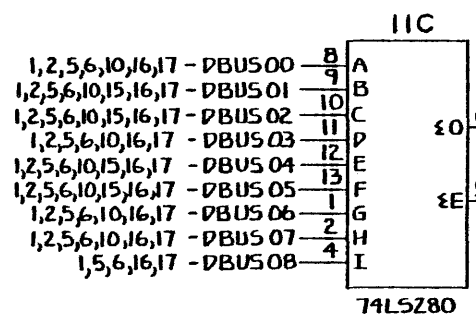 11C
1,2,5,6,10,16,17 - DBUS 00 8 A
1,2,5,6,10,15,16,17 - DBUS 01 9 B
1,2,5,6,10,15,16,17 - DBUS 02 10 C
1,2,5,6,10,16,17 - DBUS 03 11 D
1,2,5,6,10,15,16,17 - DBUS 04 12 E
1,2,5,6,10,15,16,17 - DBUS 05 13 F
1,2,5,6,10,16,17 - DBUS 06 1 G
1,2,5,6,10,16,17 - DBUS 07 2 H
1,5,6,16,17 - DBUS 08 4 I
ΣO
ΣE
74LS280